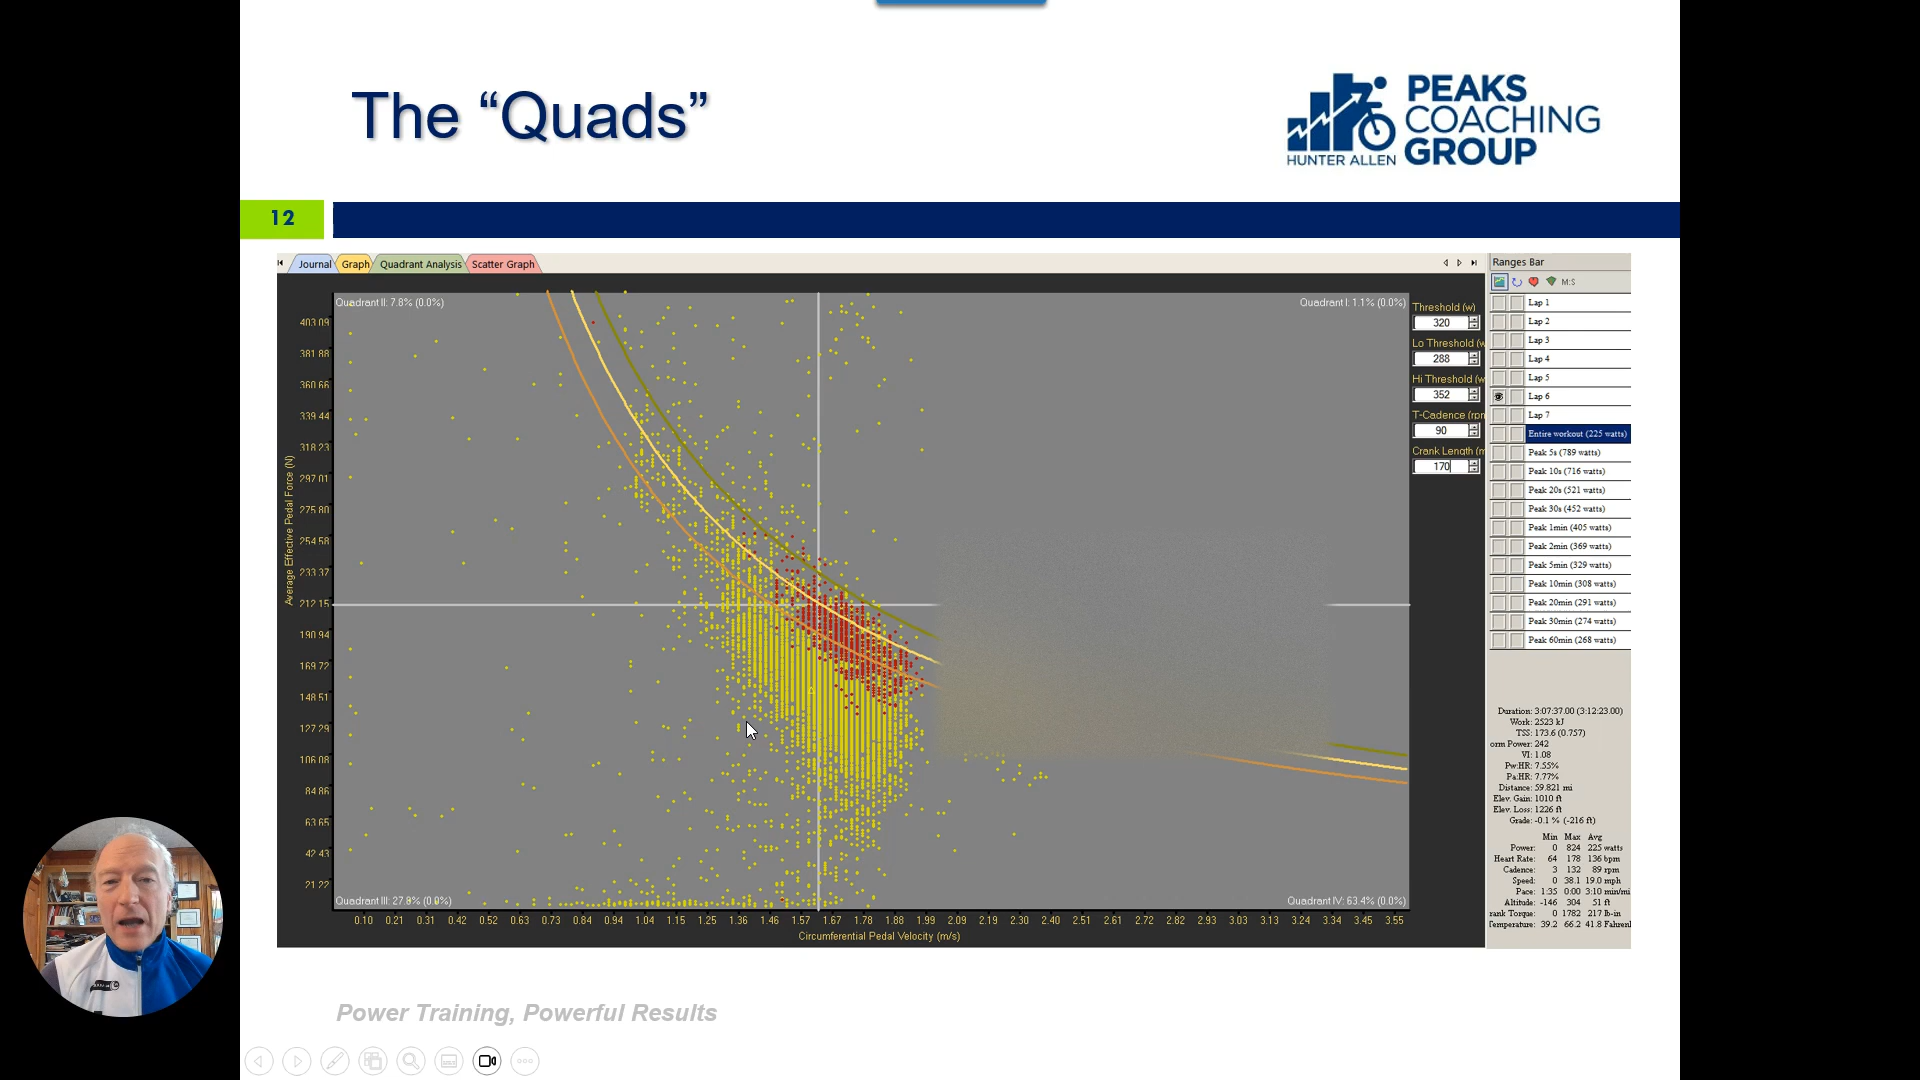 The “Quads”
PEAKS
COACHING
GROUP
HUNTER ALLEN
12
Journal
Graph
Quadrant Analysis
Scatter Graph
Ranges Bar
M:S
Quadrant II: 7.8% (0.0%)
Quadrant I: 1.1% (0.0%)
Quadrant III: 27.8% (0.0%)
Quadrant IV: 63.4% (0.0%)
Average Effective Pedal Force (N)
403.09
381.88
360.66
339.44
318.23
297.01
275.80
254.58
233.37
212.15
190.94
169.72
148.51
127.29
106.08
84.86
63.65
42.43
21.22
0.10 0.21 0.31 0.42 0.52 0.63 0.73 0.84 0.94 1.04 1.15 1.25 1.36 1.46 1.57 1.67 1.78 1.88 1.99 2.09 2.19 2.30 2.40 2.51 2.61 2.72 2.82 2.93 3.03 3.13 3.24 3.34 3.45 3.55
Circumferential Pedal Velocity (m/s)
Threshold (w)
320
Lo Threshold (w
288
Hi Threshold (w
352
T-Cadence (rpn
90
Crank Length (m
170
Lap 1
Lap 2
Lap 3
Lap 4
Lap 5
Lap 6
Lap 7
Entire workout (225 watts)
Peak 5s (789 watts)
Peak 10s (716 watts)
Peak 20s (521 watts)
Peak 30s (452 watts)
Peak 1min (405 watts)
Peak 2min (369 watts)
Peak 5min (329 watts)
Peak 10min (308 watts)
Peak 20min (291 watts)
Peak 30min (274 watts)
Peak 60min (268 watts)
Duration: 3:07:37.00 (3:12:23.00)
Work: 2523 kJ
TSS: 173.6 (0.757)
orm Power: 242
VI: 1.08
Pw:HR: 7.55%
Pa:HR: 7.77%
Distance: 59.821 mi
Elev. Gain: 1010 ft
Elev. Loss: 1226 ft
Grade: -0.1 % (-216 ft)
Min Max Avg
Power: 0 824 225 watts
Heart Rate: 64 178 136 bpm
Cadence: 3 132 89 rpm
Speed: 0 38.1 19.0 mph
Pace: 1:35 0:00 3:10 min/mi
Altitude: -146 304 51 ft
rank Torque: 0 1782 217 lb-in
Temperature: 39.2 66.2 41.8 Fahrenl
Power Training, Powerful Results